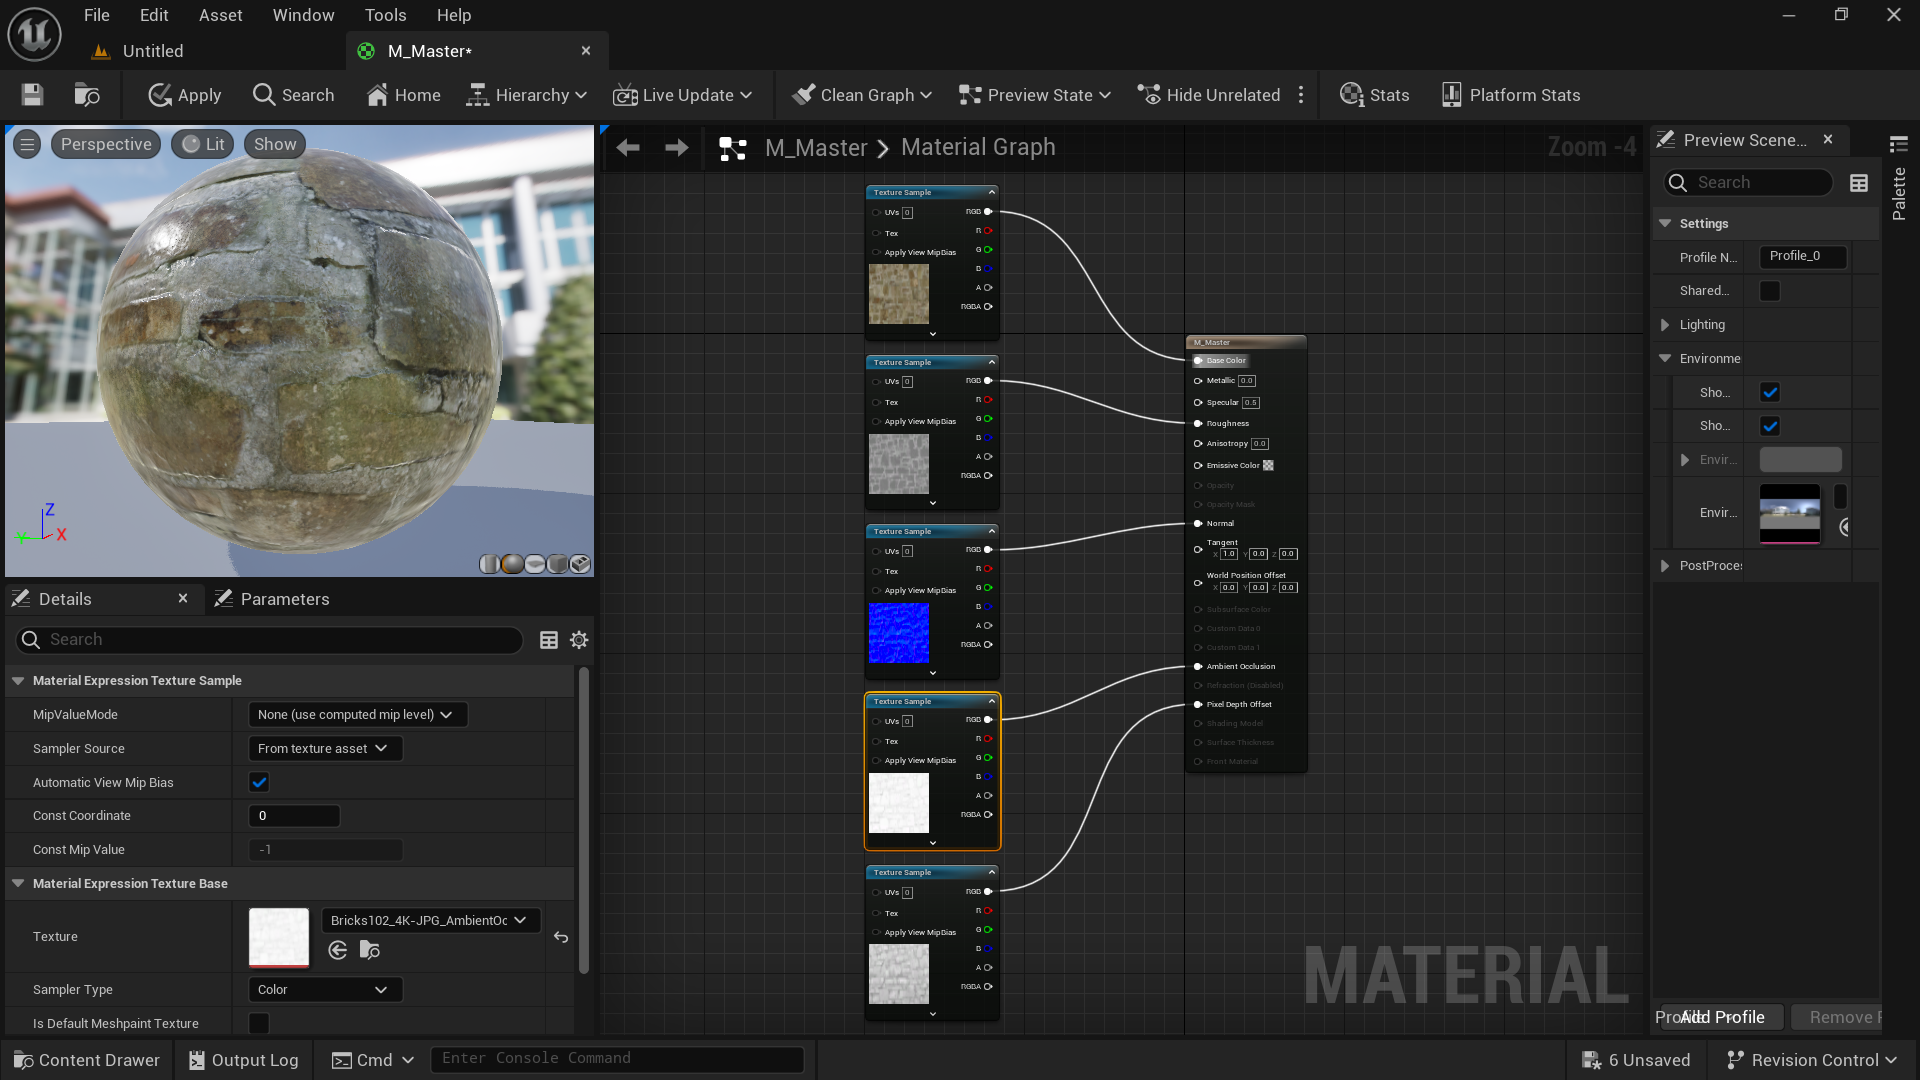 File Edit Asset Window Tools Help
Untitled
M_Master*
Apply
Search
Home
Hierarchy
Live Update
Clean Graph
Preview State
Hide Unrelated
Stats
Platform Stats
Perspective
Lit
Show
Z
Y
X
M_Master > Material Graph
Zoom -4
Texture Sample
UVs 0
Tex
Apply View MipBias
RGB
R
G
B
A
RGBA
Texture Sample
UVs 0
Tex
Apply View MipBias
RGB
R
G
B
A
RGBA
Texture Sample
UVs 0
Tex
Apply View MipBias
RGB
R
G
B
A
RGBA
Texture Sample
UVs 0
Tex
Apply View MipBias
RGB
R
G
B
A
RGBA
Texture Sample
UVs 0
Tex
Apply View MipBias
RGB
R
G
B
A
RGBA
M_Master
Base Color
Metallic 0.0
Specular 0.5
Roughness
Anisotropy 0.0
Emissive Color
Opacity
Opacity Mask
Normal
Tangent
X 1.0 Y 0.0 Z 0.0
World Position Offset
X 0.0 Y 0.0 Z 0.0
Subsurface Color
Custom Data 0
Custom Data 1
Ambient Occlusion
Refraction (Disabled)
Pixel Depth Offset
Shading Model
Surface Thickness
Front Material
MATERIAL
Details
Parameters
Search
Material Expression Texture Sample
MipValueMode None (use computed mip level)
Sampler Source From texture asset
Automatic View Mip Bias
Const Coordinate 0
Const Mip Value -1
Material Expression Texture Base
Texture Bricks102_4K-JPG_AmbientOc
Sampler Type Color
Is Default Meshpaint Texture
Preview Scene...
Search
Settings
Profile N... Profile_0
Shared...
Lighting
Environme
Sho...
Sho...
Envir...
Envir...
PostProce
Add Profile
Remove
Palette
Content Drawer
Output Log
Cmd
Enter Console Command
6 Unsaved
Revision Control